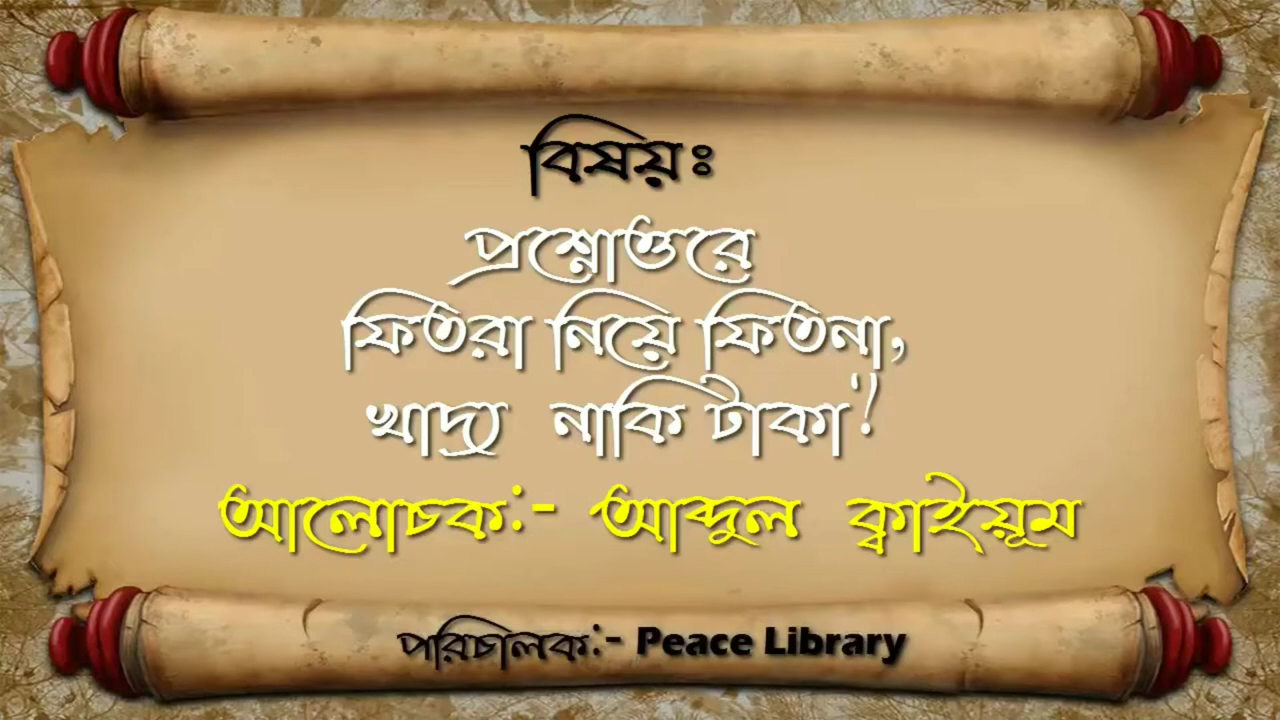 বিষয়ঃ
প্রশ্নোত্তরে
ফিতরা নিয়ে ফিতনা,
খাদ্য নাকি টাকা?
আলোচক:- আব্দুল ক্বাইয়ূম
পরিচালক:- Peace Library